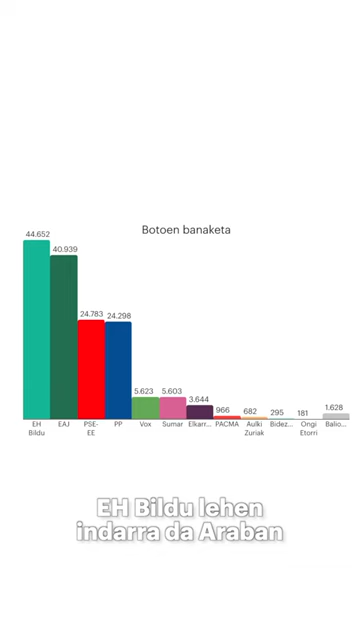 Botoen banaketa
44.652
40.939
24.783
24.298
5.623
5.603
3.644
966
682
295
181
1.628
EH
Bildu
EAJ
PSE-
EE
PP
Vox
Sumar
Elkarr...
PACMA
Aulki
Zuriak
Bidez...
Ongi
Etorri
Balio...
EH Bildu lehen
indarra da Araban